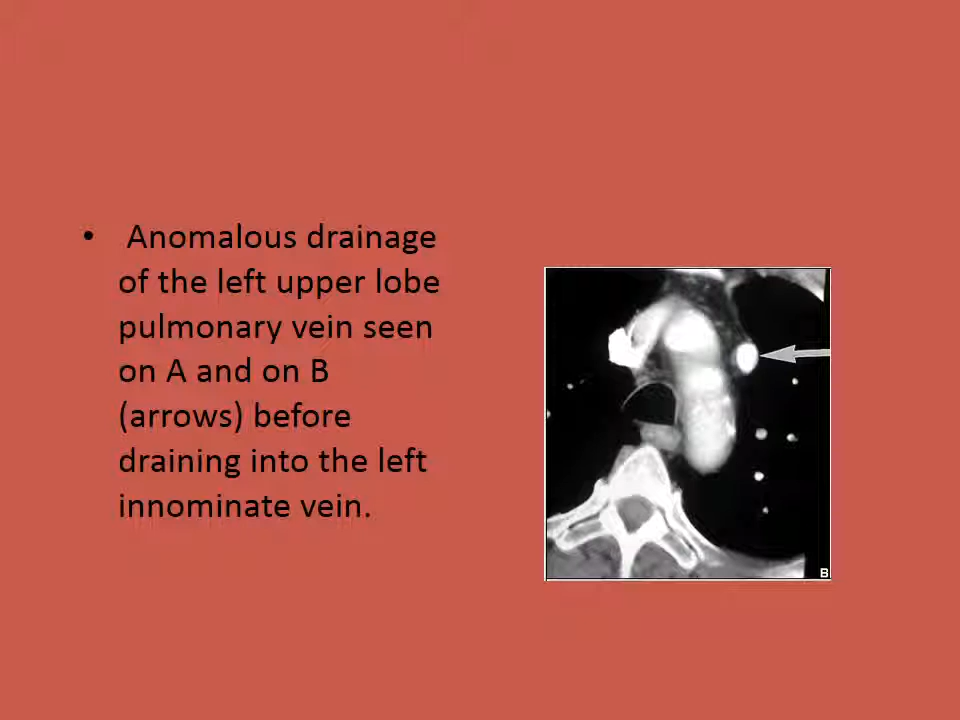 • Anomalous drainage
of the left upper lobe
pulmonary vein seen
on A and on B
(arrows) before
draining into the left
innominate vein.
B